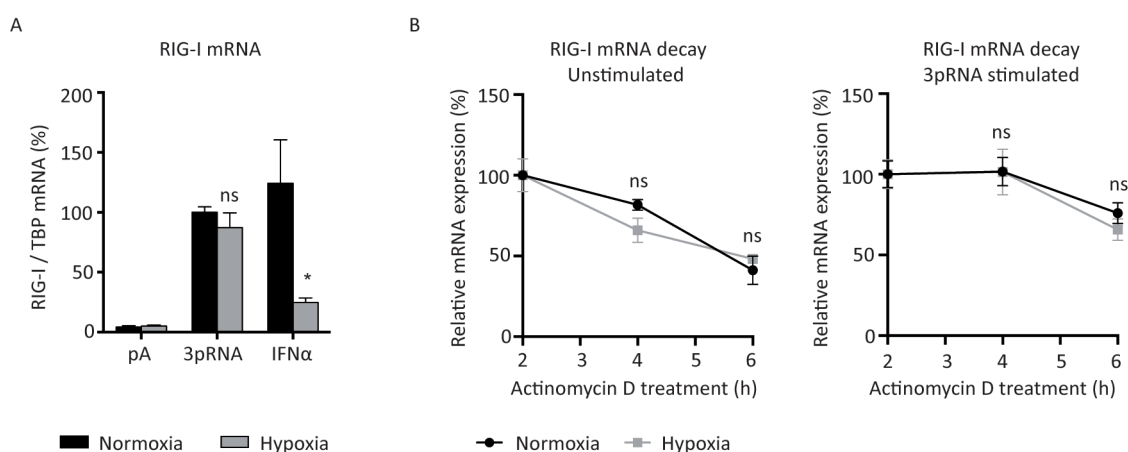 A
RIG-I mRNA
RIG-I / TBP mRNA (%)
200
150
100
50
0
ns
*
pA 3pRNA IFNα
Normoxia Hypoxia
B
RIG-I mRNA decay
Unstimulated
Relative mRNA expression (%)
150
100
50
0
ns
ns
2 3 4 5 6
Actinomycin D treatment (h)
RIG-I mRNA decay
3pRNA stimulated
Relative mRNA expression (%)
150
100
50
0
ns
ns
2 3 4 5 6
Actinomycin D treatment (h)
Normoxia Hypoxia